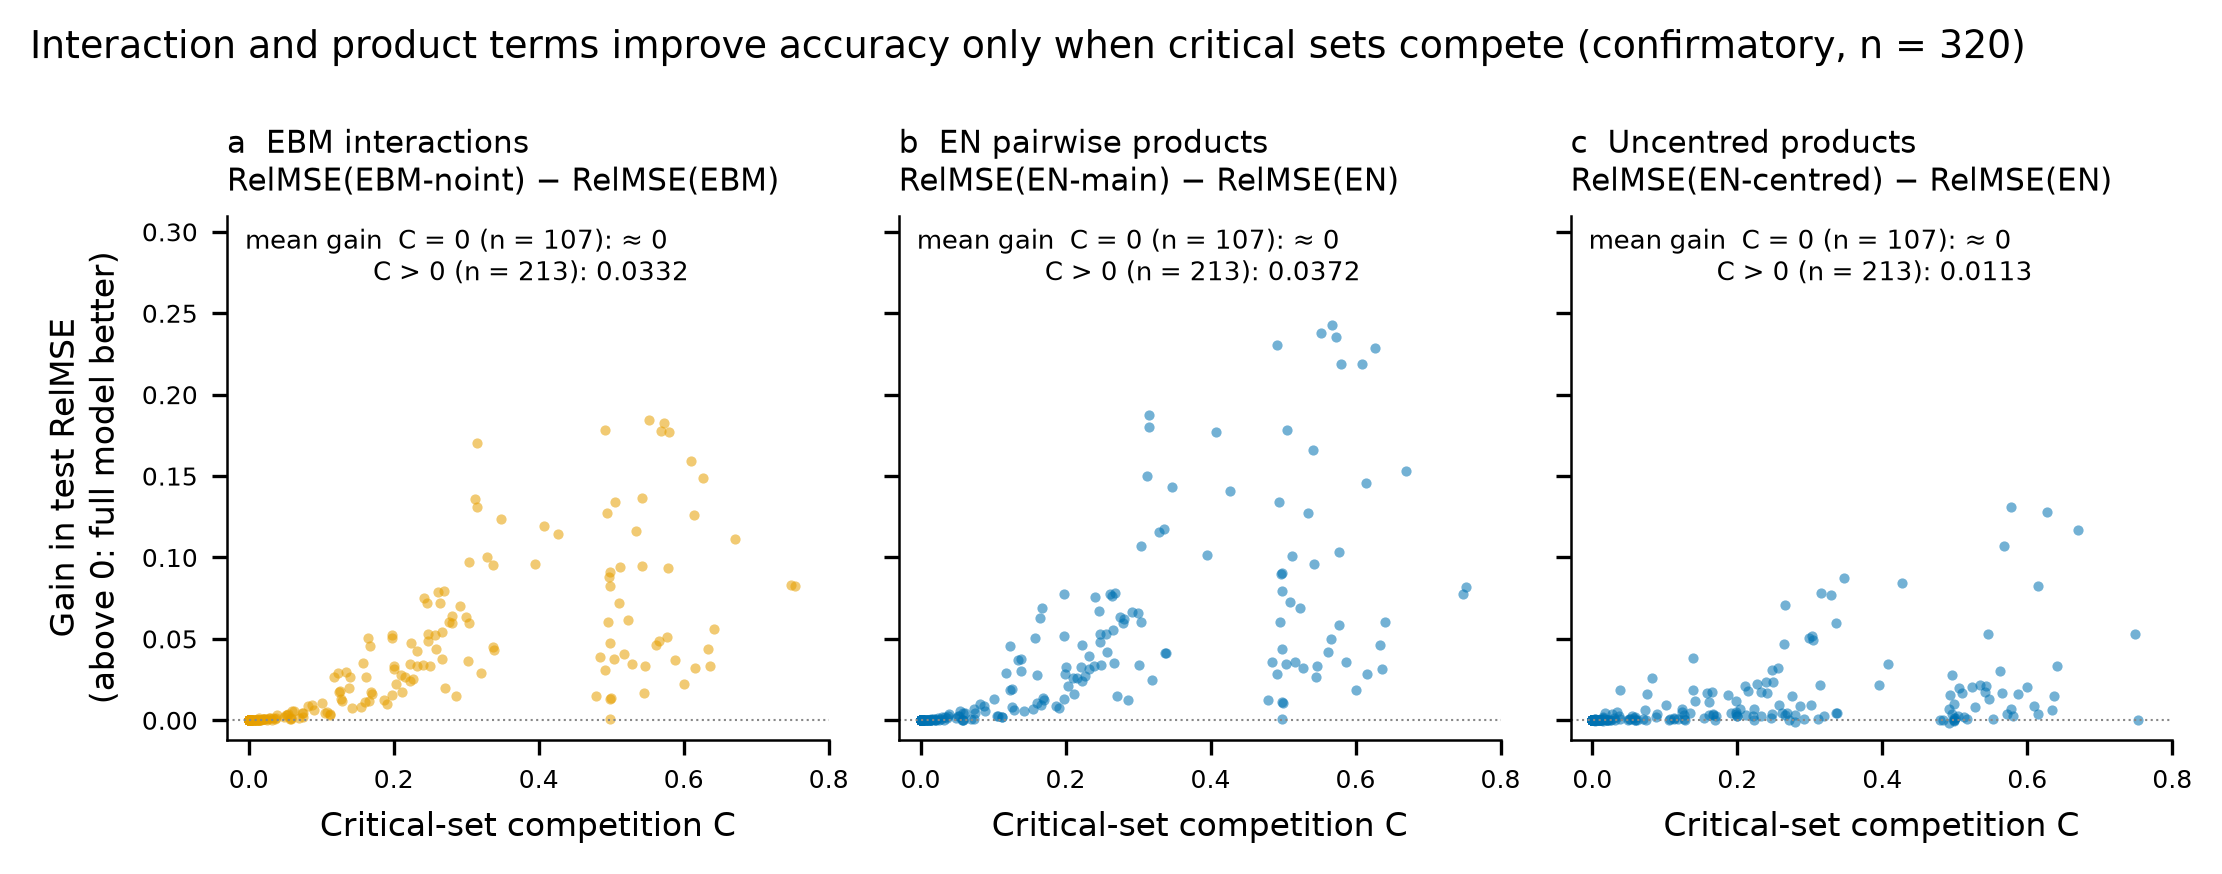 Interaction and product terms improve accuracy only when critical sets compete (confirmatory, n = 320)
a  EBM interactions
RelMSE(EBM-noint) − RelMSE(EBM)
b  EN pairwise products
RelMSE(EN-main) − RelMSE(EN)
c  Uncentred products
RelMSE(EN-centred) − RelMSE(EN)
Gain in test RelMSE
(above 0: full model better)
0.30
0.25
0.20
0.15
0.10
0.05
0.00
mean gain  C = 0 (n = 107): ≈ 0
C > 0 (n = 213): 0.0332
mean gain  C = 0 (n = 107): ≈ 0
C > 0 (n = 213): 0.0372
mean gain  C = 0 (n = 107): ≈ 0
C > 0 (n = 213): 0.0113
0.0 0.2 0.4 0.6 0.8
0.0 0.2 0.4 0.6 0.8
0.0 0.2 0.4 0.6 0.8
Critical-set competition C
Critical-set competition C
Critical-set competition C